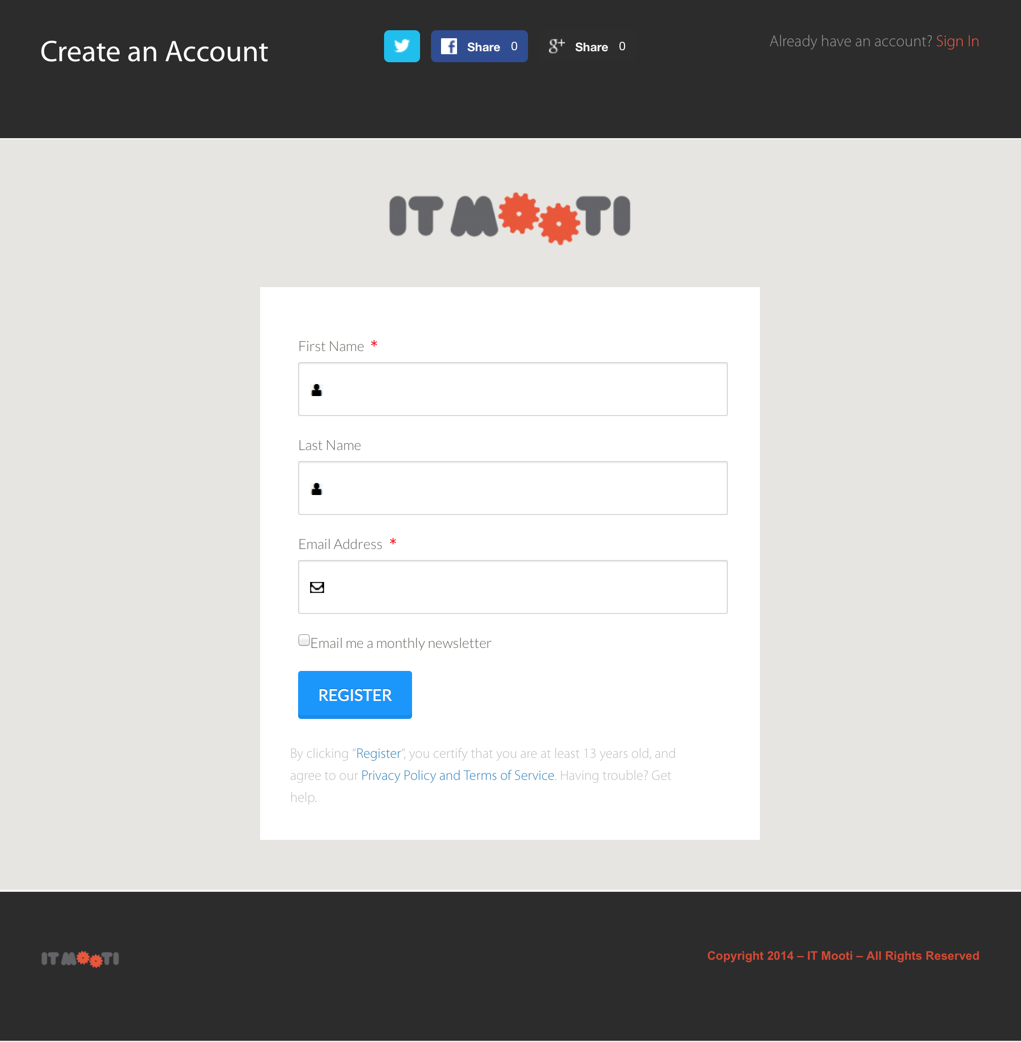 Create an Account
Share 0
Share 0
Already have an account? Sign In
IT MOOTI
First Name *
Last Name
Email Address *
Email me a monthly newsletter
REGISTER
By clicking "Register", you certify that you are at least 13 years old, and
agree to our Privacy Policy and Terms of Service. Having trouble? Get
help.
IT MOOTI
Copyright 2014 – IT Mooti – All Rights Reserved